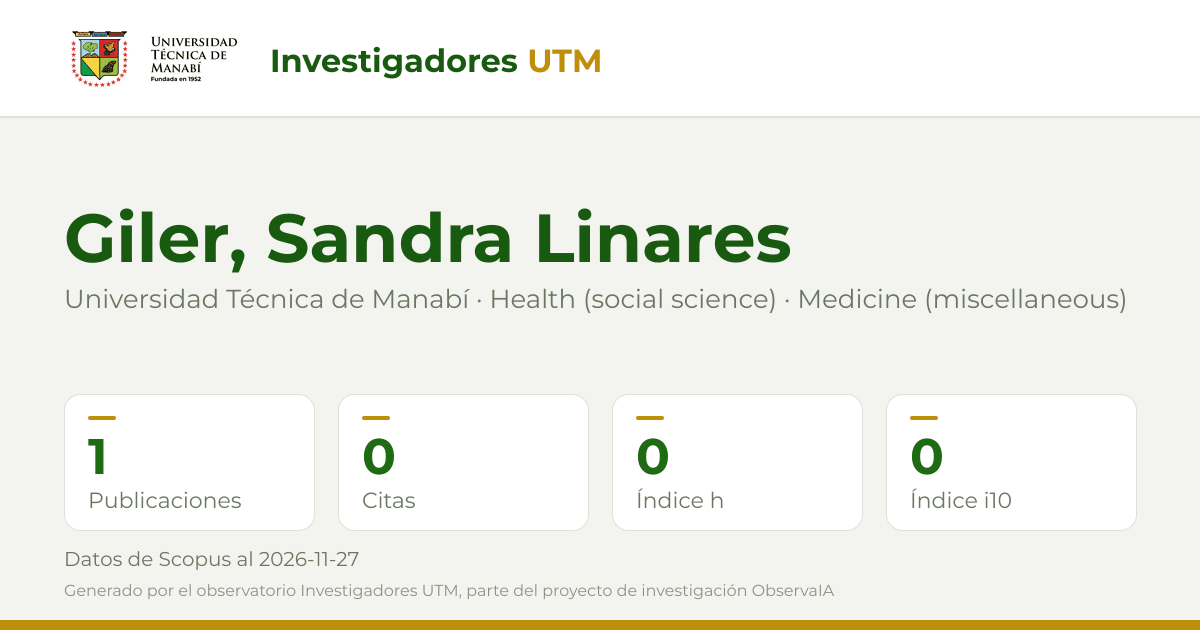 UNIVERSIDAD
TÉCNICA DE
MANABÍ
Fundada en 1952
Investigadores UTM
Giler, Sandra Linares
Universidad Técnica de Manabí · Health (social science) · Medicine (miscellaneous)
1
Publicaciones
0
Citas
0
Índice h
0
Índice i10
Datos de Scopus al 2026-11-27
Generado por el observatorio Investigadores UTM, parte del proyecto de investigación ObservaIA